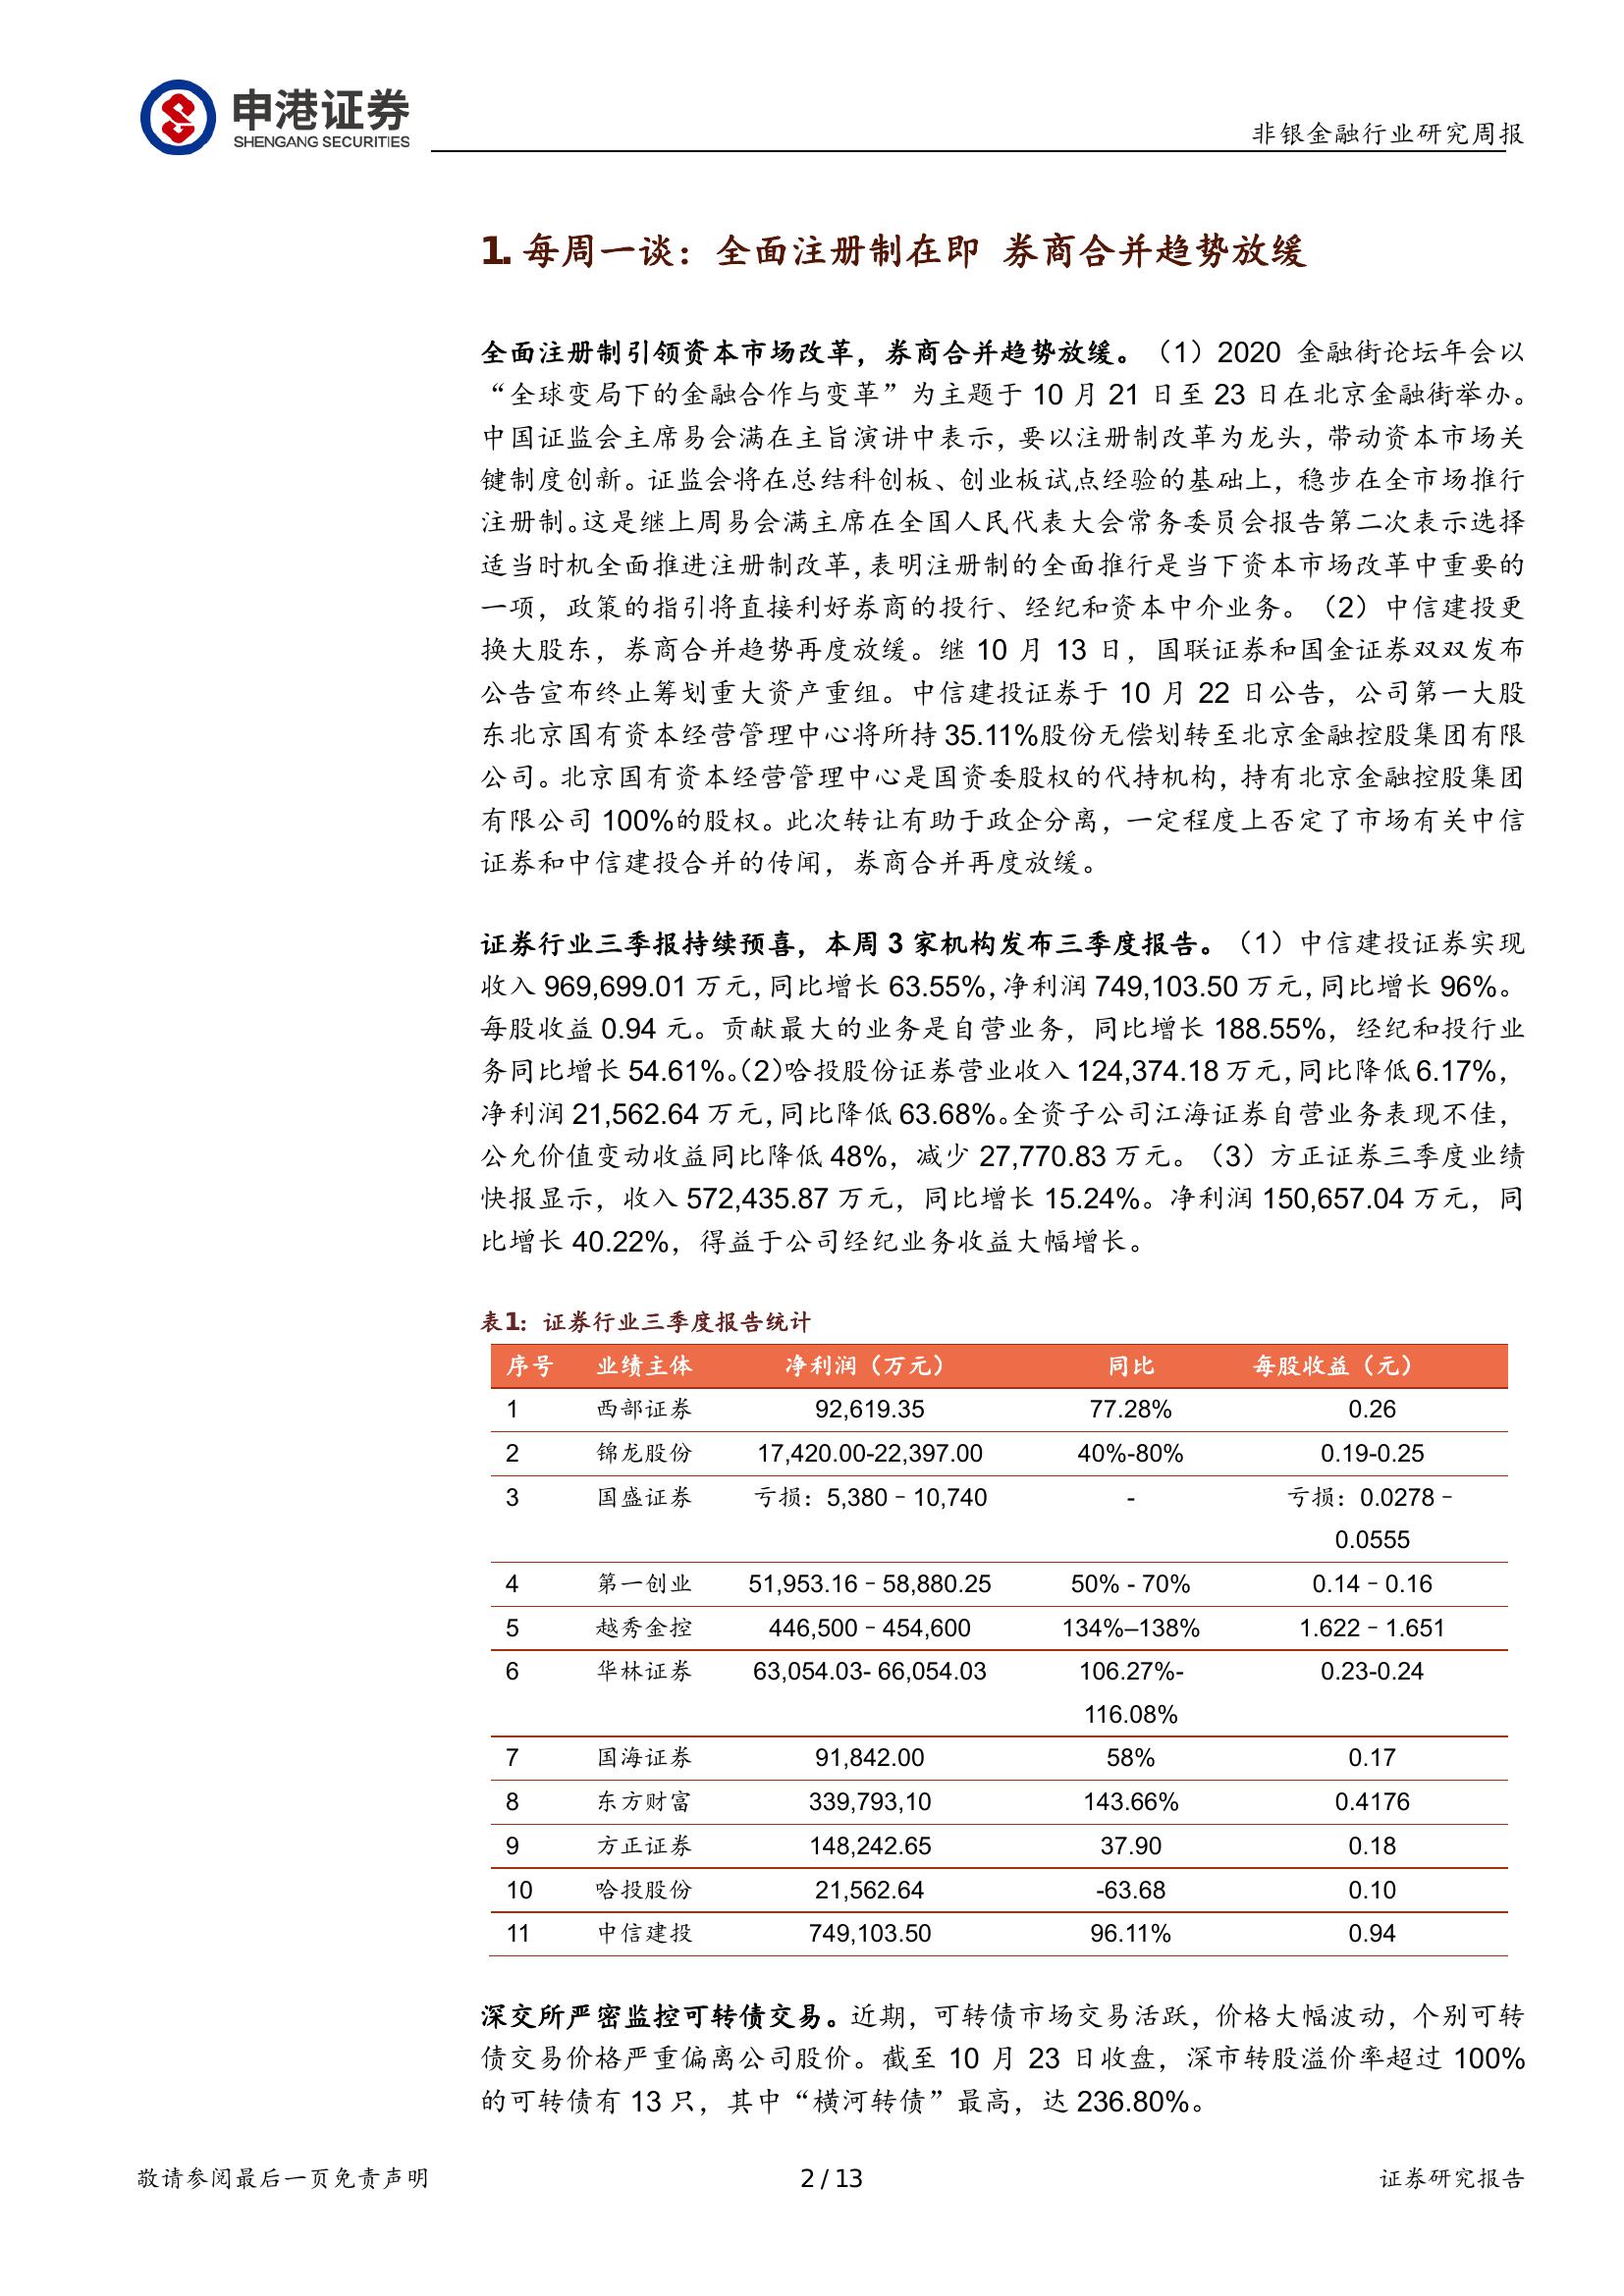 申港证券
SHENGANG SECURITIES
非银金融行业研究周报
1. 每周一谈：全面注册制在即 券商合并趋势放缓
全面注册制引领资本市场改革，券商合并趋势放缓。（1）2020 金融街论坛年会以
“全球变局下的金融合作与变革”为主题于 10 月 21 日至 23 日在北京金融街举办。
中国证监会主席易会满在主旨演讲中表示，要以注册制改革为龙头，带动资本市场关
键制度创新。证监会将在总结科创板、创业板试点经验的基础上，稳步在全市场推行
注册制。这是继上周易会满主席在全国人民代表大会常务委员会报告第二次表示选择
适当时机全面推进注册制改革，表明注册制的全面推行是当下资本市场改革中重要的
一项，政策的指引将直接利好券商的投行、经纪和资本中介业务。（2）中信建投更
换大股东，券商合并趋势再度放缓。继 10 月 13 日，国联证券和国金证券双双发布
公告宣布终止筹划重大资产重组。中信建投证券于 10 月 22 日公告，公司第一大股
东北京国有资本经营管理中心将所持 35.11%股份无偿划转至北京金融控股集团有限
公司。北京国有资本经营管理中心是国资委股权的代持机构，持有北京金融控股集团
有限公司 100%的股权。此次转让有助于政企分离，一定程度上否定了市场有关中信
证券和中信建投合并的传闻，券商合并再度放缓。
证券行业三季报持续预喜，本周 3 家机构发布三季度报告。（1）中信建投证券实现
收入 969,699.01 万元，同比增长 63.55%，净利润 749,103.50 万元，同比增长 96%。
每股收益 0.94 元。贡献最大的业务是自营业务，同比增长 188.55%，经纪和投行业
务同比增长 54.61%。（2）哈投股份证券营业收入 124,374.18 万元，同比降低 6.17%，
净利润 21,562.64 万元，同比降低 63.68%。全资子公司江海证券自营业务表现不佳，
公允价值变动收益同比降低 48%，减少 27,770.83 万元。（3）方正证券三季度业绩
快报显示，收入 572,435.87 万元，同比增长 15.24%。净利润 150,657.04 万元，同
比增长 40.22%，得益于公司经纪业务收益大幅增长。
表1：证券行业三季度报告统计
序号 业绩主体 净利润（万元） 同比 每股收益（元）
1 西部证券 92,619.35 77.28% 0.26
2 锦龙股份 17,420.00-22,397.00 40%-80% 0.19-0.25
3 国盛证券 亏损：5,380–10,740 - 亏损：0.0278–
0.0555
4 第一创业 51,953.16–58,880.25 50% - 70% 0.14–0.16
5 越秀金控 446,500–454,600 134%–138% 1.622–1.651
6 华林证券 63,054.03- 66,054.03 106.27%- 0.23-0.24
116.08%
7 国海证券 91,842.00 58% 0.17
8 东方财富 339,793,10 143.66% 0.4176
9 方正证券 148,242.65 37.90 0.18
10 哈投股份 21,562.64 -63.68 0.10
11 中信建投 749,103.50 96.11% 0.94
深交所严密监控可转债交易。近期，可转债市场交易活跃，价格大幅波动，个别可转
债交易价格严重偏离公司股价。截至 10 月 23 日收盘，深市转股溢价率超过 100%
的可转债有 13 只，其中“横河转债”最高，达 236.80%。
敬请参阅最后一页免责声明 2 / 13 证券研究报告